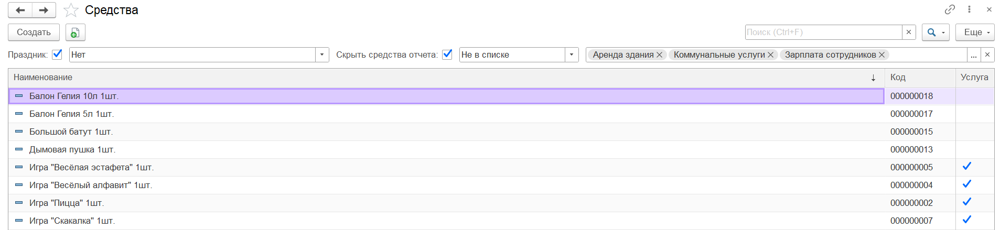 Средства
Создать Поиск (Ctrl+F) Еще
Праздник: Нет Скрыть средства отчета: Не в списке Аренда здания Коммунальные услуги Зарплата сотрудников ...
Наименование Код Услуга
Балон Гелия 10л 1шт. 000000018
Балон Гелия 5л 1шт. 000000017
Большой батут 1шт. 000000015
Дымовая пушка 1шт. 000000013
Игра "Весёлая эстафета" 1шт. 000000005
Игра "Весёлый алфавит" 1шт. 000000004
Игра "Пицца" 1шт. 000000002
Игра "Скакалка" 1шт. 000000007